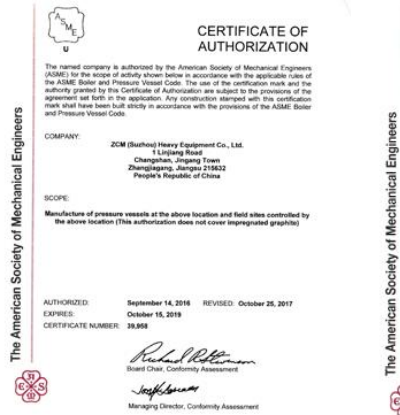 ASME
U
CERTIFICATE OF
AUTHORIZATION
The named company is authorized by the American Society of Mechanical Engineers
(ASME) for the scope of activity shown below in accordance with the applicable rules of
the ASME Boiler and Pressure Vessel Code. The use of the certification mark and the
authority granted by this Certificate of Authorization are subject to the provisions of the
agreement set forth in the application. Any construction stamped with this certification
mark shall have been built strictly in accordance with the provisions of the ASME Boiler
and Pressure Vessel Code.
COMPANY:
ZCM (Suzhou) Heavy Equipment Co., Ltd.
1 Linjiang Road
Changshan, Jingang Town
Zhangjiagang, Jiangsu 215632
People's Republic of China
SCOPE:
Manufacture of pressure vessels at the above location and field sites controlled by
the above location (This authorization does not cover impregnated graphite)
AUTHORIZED: September 14, 2016 REVISED: October 25, 2017
EXPIRES: October 15, 2019
CERTIFICATE NUMBER: 39,958
Board Chair, Conformity Assessment
Managing Director, Conformity Assessment
The American Society of Mechanical Engineers
The American Society of Mechanical Engineers